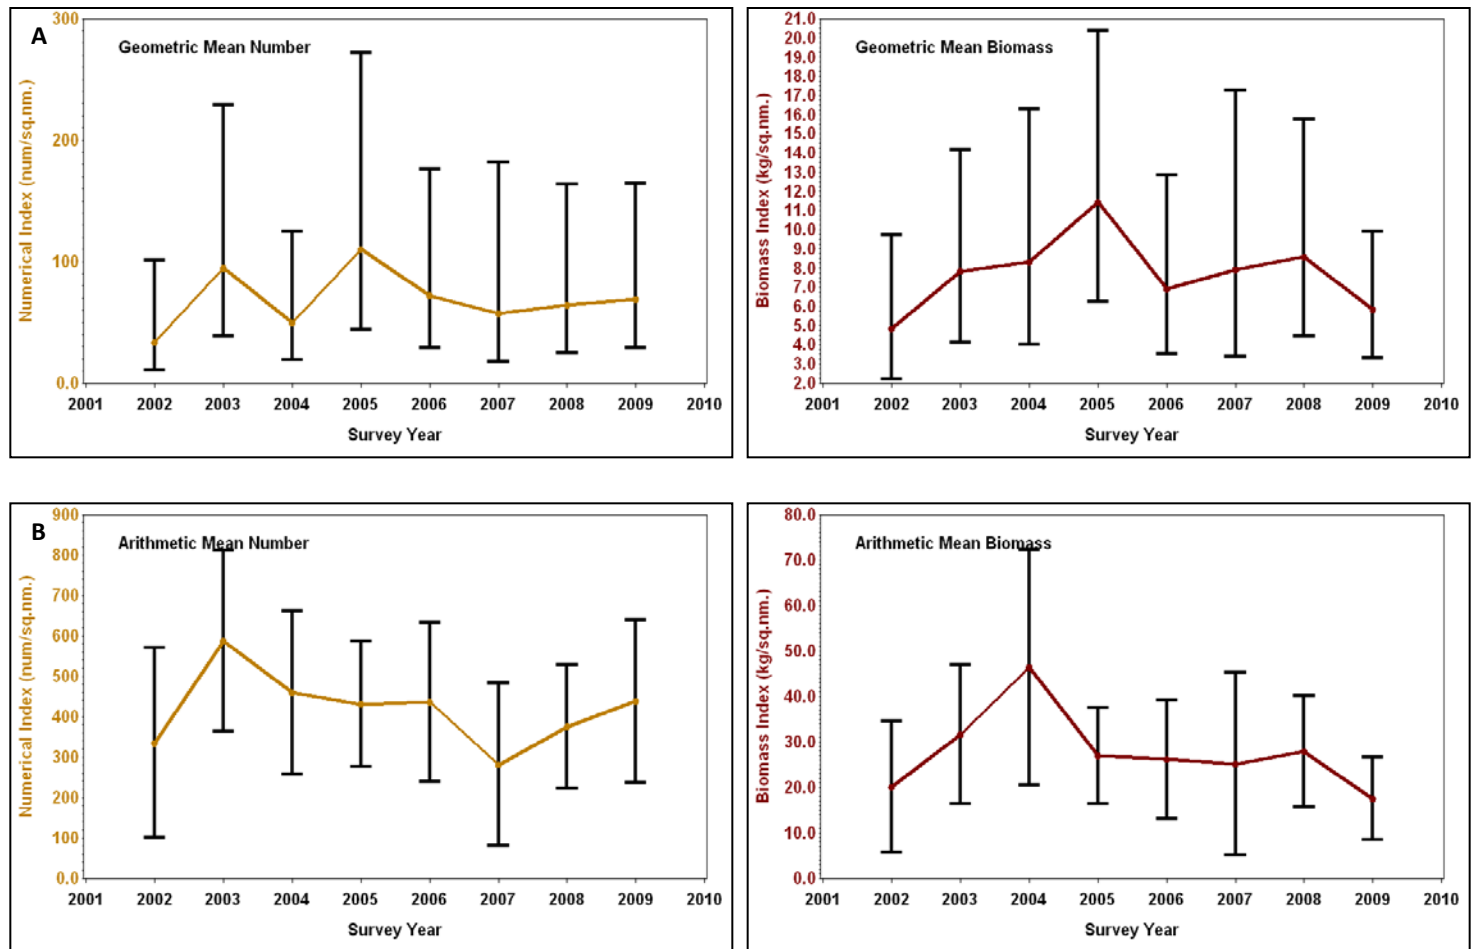 A
Geometric Mean Number
Numerical Index (num/sq.nm.)
300
200
100
0.0
2001 2002 2003 2004 2005 2006 2007 2008 2009 2010
Survey Year
Geometric Mean Biomass
Biomass Index (kg/sq.nm.)
21.0
20.0
19.0
18.0
17.0
16.0
15.0
14.0
13.0
12.0
11.0
10.0
9.0
8.0
7.0
6.0
5.0
4.0
3.0
2.0
2001 2002 2003 2004 2005 2006 2007 2008 2009 2010
Survey Year
B
Arithmetic Mean Number
Numerical Index (num/sq.nm.)
900
800
700
600
500
400
300
200
100
0.0
2001 2002 2003 2004 2005 2006 2007 2008 2009 2010
Survey Year
Arithmetic Mean Biomass
Biomass Index (kg/sq.nm.)
80.0
70.0
60.0
50.0
40.0
30.0
20.0
10.0
0.0
2001 2002 2003 2004 2005 2006 2007 2008 2009 2010
Survey Year